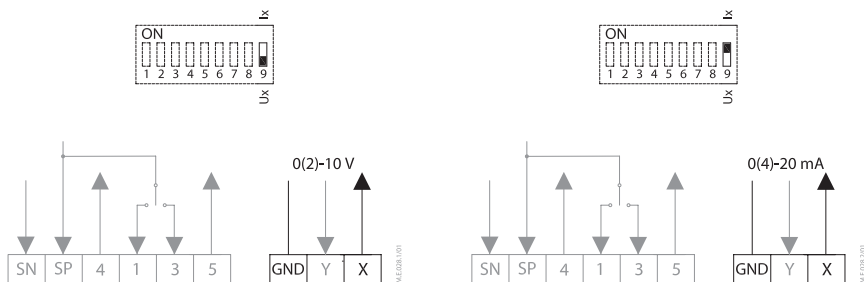 Ix
ON
1 2 3 4 5 6 7 8 9
Ux
0(2)-10 V
SN SP 4 1 3 5 GND Y X
Ix
ON
1 2 3 4 5 6 7 8 9
Ux
0(4)-20 mA
SN SP 4 1 3 5 GND Y X